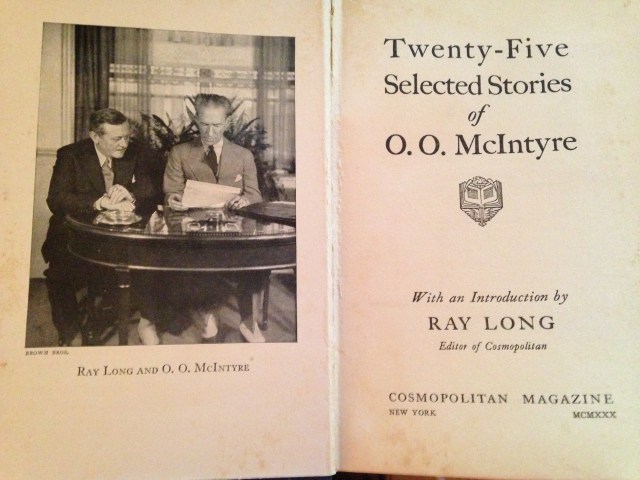 BROWN BROS.
RAY LONG AND O. O. MCINTYRE
Twenty-Five
Selected Stories
of
O. O. McIntyre
With an Introduction by
RAY LONG
Editor of Cosmopolitan
COSMOPOLITAN MAGAZINE
NEW YORK MCMXXX